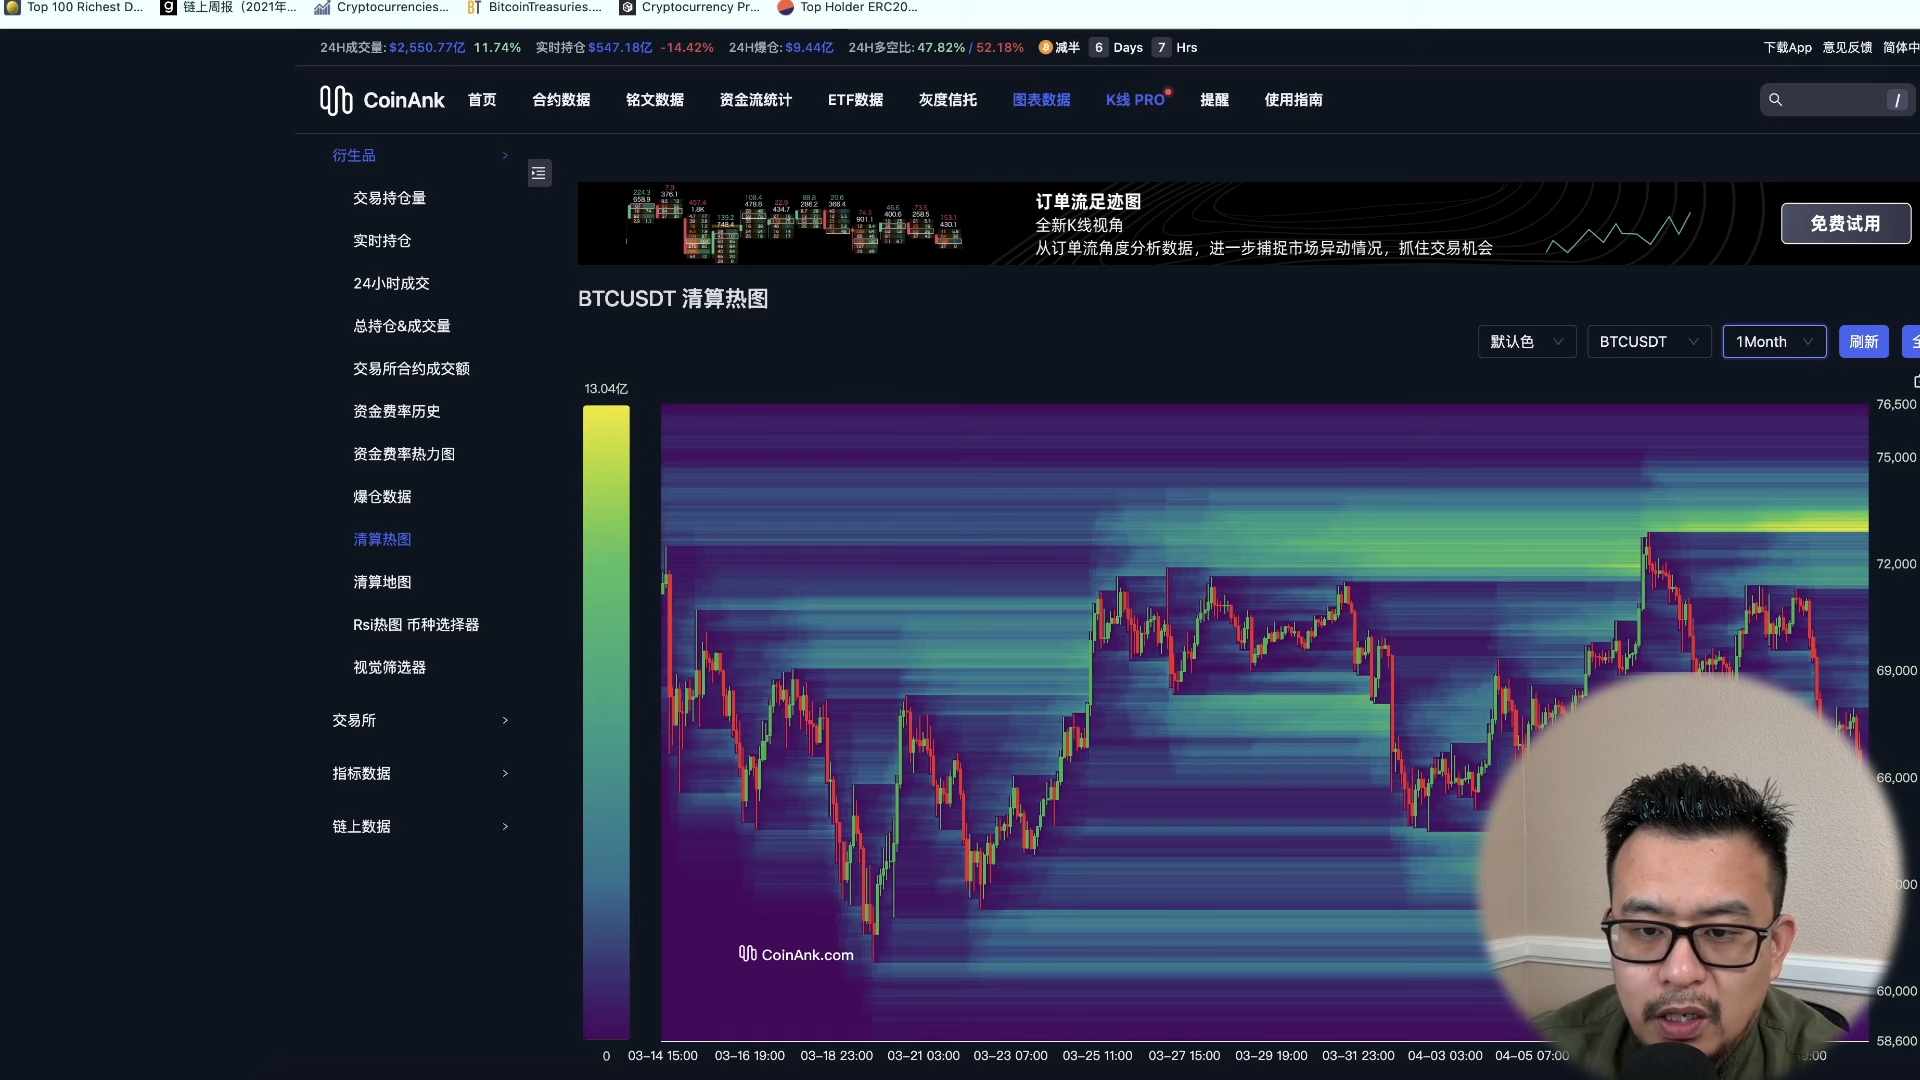 Top 100 Richest D...
链上周报（2021年...
Cryptocurrencies...
BitcoinTreasuries....
Cryptocurrency Pr...
Top Holder ERC20...
24H成交量: $2,550.77亿 11.74% 实时持仓 $547.18亿 -14.42% 24H爆仓: $9.44亿 24H多空比: 47.82% / 52.18% 减半 6 Days 7 Hrs
下载App 意见反馈 简体中
CoinAnk 首页 合约数据 铭文数据 资金流统计 ETF数据 灰度信托 图表数据 K线 PRO 提醒 使用指南 /
衍生品
交易持仓量
实时持仓
24小时成交
总持仓&成交量
交易所合约成交额
资金费率历史
资金费率热力图
爆仓数据
清算热图
清算地图
Rsi热图 币种选择器
视觉筛选器
交易所
指标数据
链上数据
订单流足迹图
全新K线视角
从订单流角度分析数据，进一步捕捉市场异动情况，抓住交易机会
免费试用
BTCUSDT 清算热图
默认色 BTCUSDT 1Month 刷新
13.04亿
0
76,500
75,000
72,000
69,000
66,000
60,000
58,600
CoinAnk.com
03-14 15:00 03-16 19:00 03-18 23:00 03-21 03:00 03-23 07:00 03-25 11:00 03-27 15:00 03-29 19:00 03-31 23:00 04-03 03:00 04-05 07:00